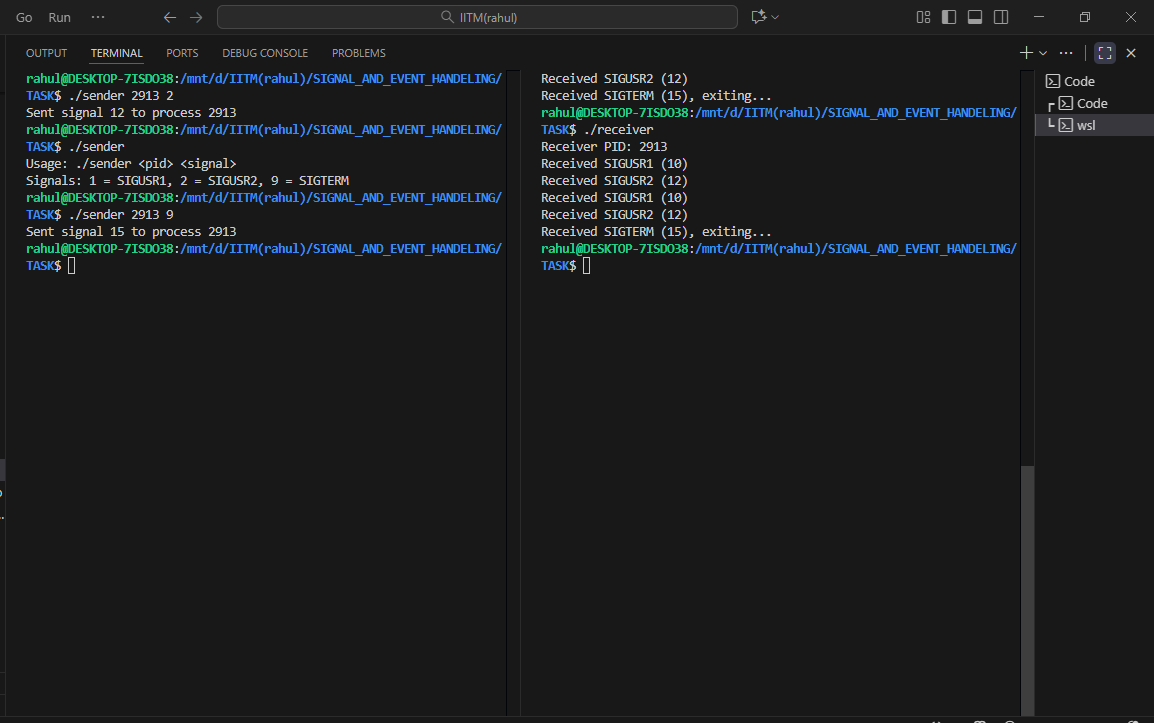 Go Run ···
IITM(rahul)
OUTPUT TERMINAL PORTS DEBUG CONSOLE PROBLEMS
rahul@DESKTOP-7ISDO38:/mnt/d/IITM(rahul)/SIGNAL_AND_EVENT_HANDELING/
TASK$ ./sender 2913 2
Sent signal 12 to process 2913
rahul@DESKTOP-7ISDO38:/mnt/d/IITM(rahul)/SIGNAL_AND_EVENT_HANDELING/
TASK$ ./sender
Usage: ./sender <pid> <signal>
Signals: 1 = SIGUSR1, 2 = SIGUSR2, 9 = SIGTERM
rahul@DESKTOP-7ISDO38:/mnt/d/IITM(rahul)/SIGNAL_AND_EVENT_HANDELING/
TASK$ ./sender 2913 9
Sent signal 15 to process 2913
rahul@DESKTOP-7ISDO38:/mnt/d/IITM(rahul)/SIGNAL_AND_EVENT_HANDELING/
TASK$
Received SIGUSR2 (12)
Received SIGTERM (15), exiting...
rahul@DESKTOP-7ISDO38:/mnt/d/IITM(rahul)/SIGNAL_AND_EVENT_HANDELING/
TASK$ ./receiver
Receiver PID: 2913
Received SIGUSR1 (10)
Received SIGUSR2 (12)
Received SIGUSR1 (10)
Received SIGUSR2 (12)
Received SIGTERM (15), exiting...
rahul@DESKTOP-7ISDO38:/mnt/d/IITM(rahul)/SIGNAL_AND_EVENT_HANDELING/
TASK$
Code
Code
wsl